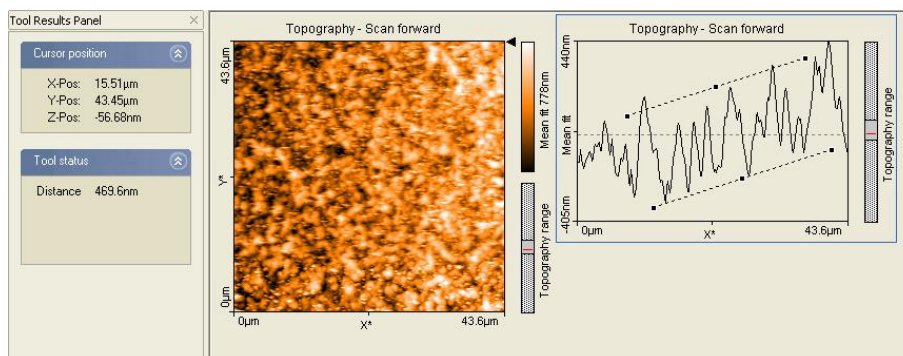 Tool Results Panel
Cursor position
X-Pos: 15.51µm
Y-Pos: 43.45µm
Z-Pos: -56.68nm
Tool status
Distance 469.6nm
Topography - Scan forward
43.6µm
Y*
0µm
0µm X* 43.6µm
Mean fit 778nm
Topography range
Topography - Scan forward
440nm
Mean fit
-405nm
0µm X* 43.6µm
Topography range